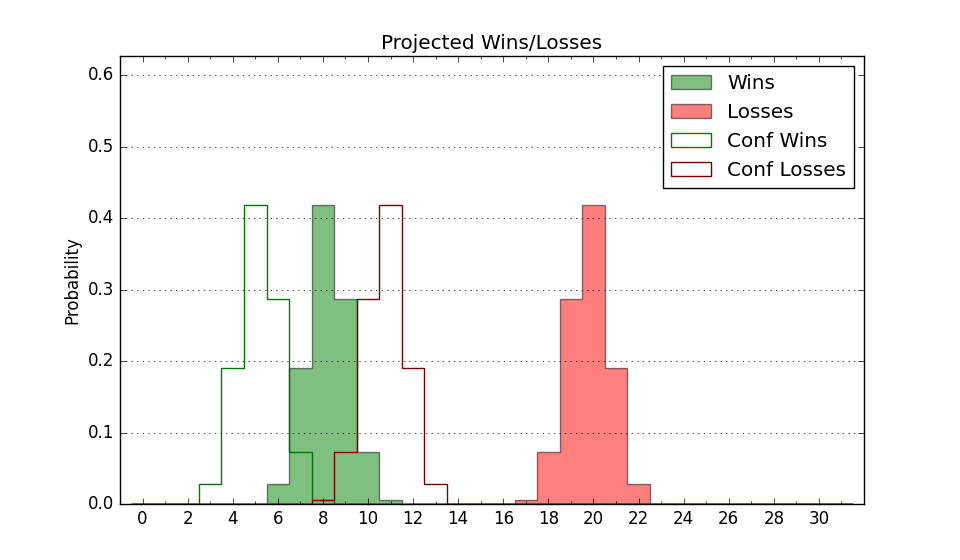 Projected Wins/Losses
Probability
0.6
0.5
0.4
0.3
0.2
0.1
0.0
Wins
Losses
Conf Wins
Conf Losses
0 2 4 6 8 10 12 14 16 18 20 22 24 26 28 30